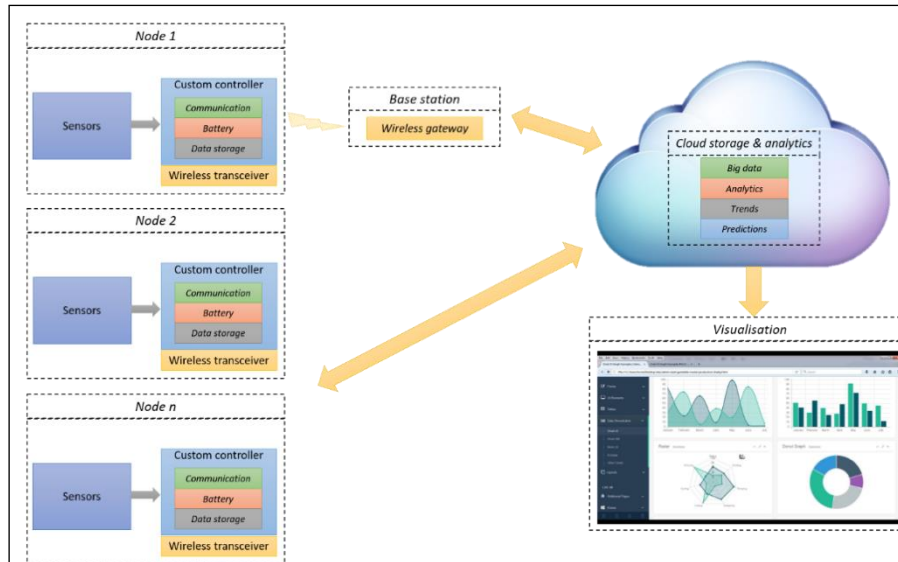 Node 1
Custom controller
Sensors
Communication
Battery
Data storage
Wireless transceiver
Base station
Wireless gateway
Cloud storage & analytics
Big data
Analytics
Trends
Predictions
Node 2
Custom controller
Sensors
Communication
Battery
Data storage
Wireless transceiver
Node n
Custom controller
Sensors
Communication
Battery
Data storage
Wireless transceiver
Visualisation